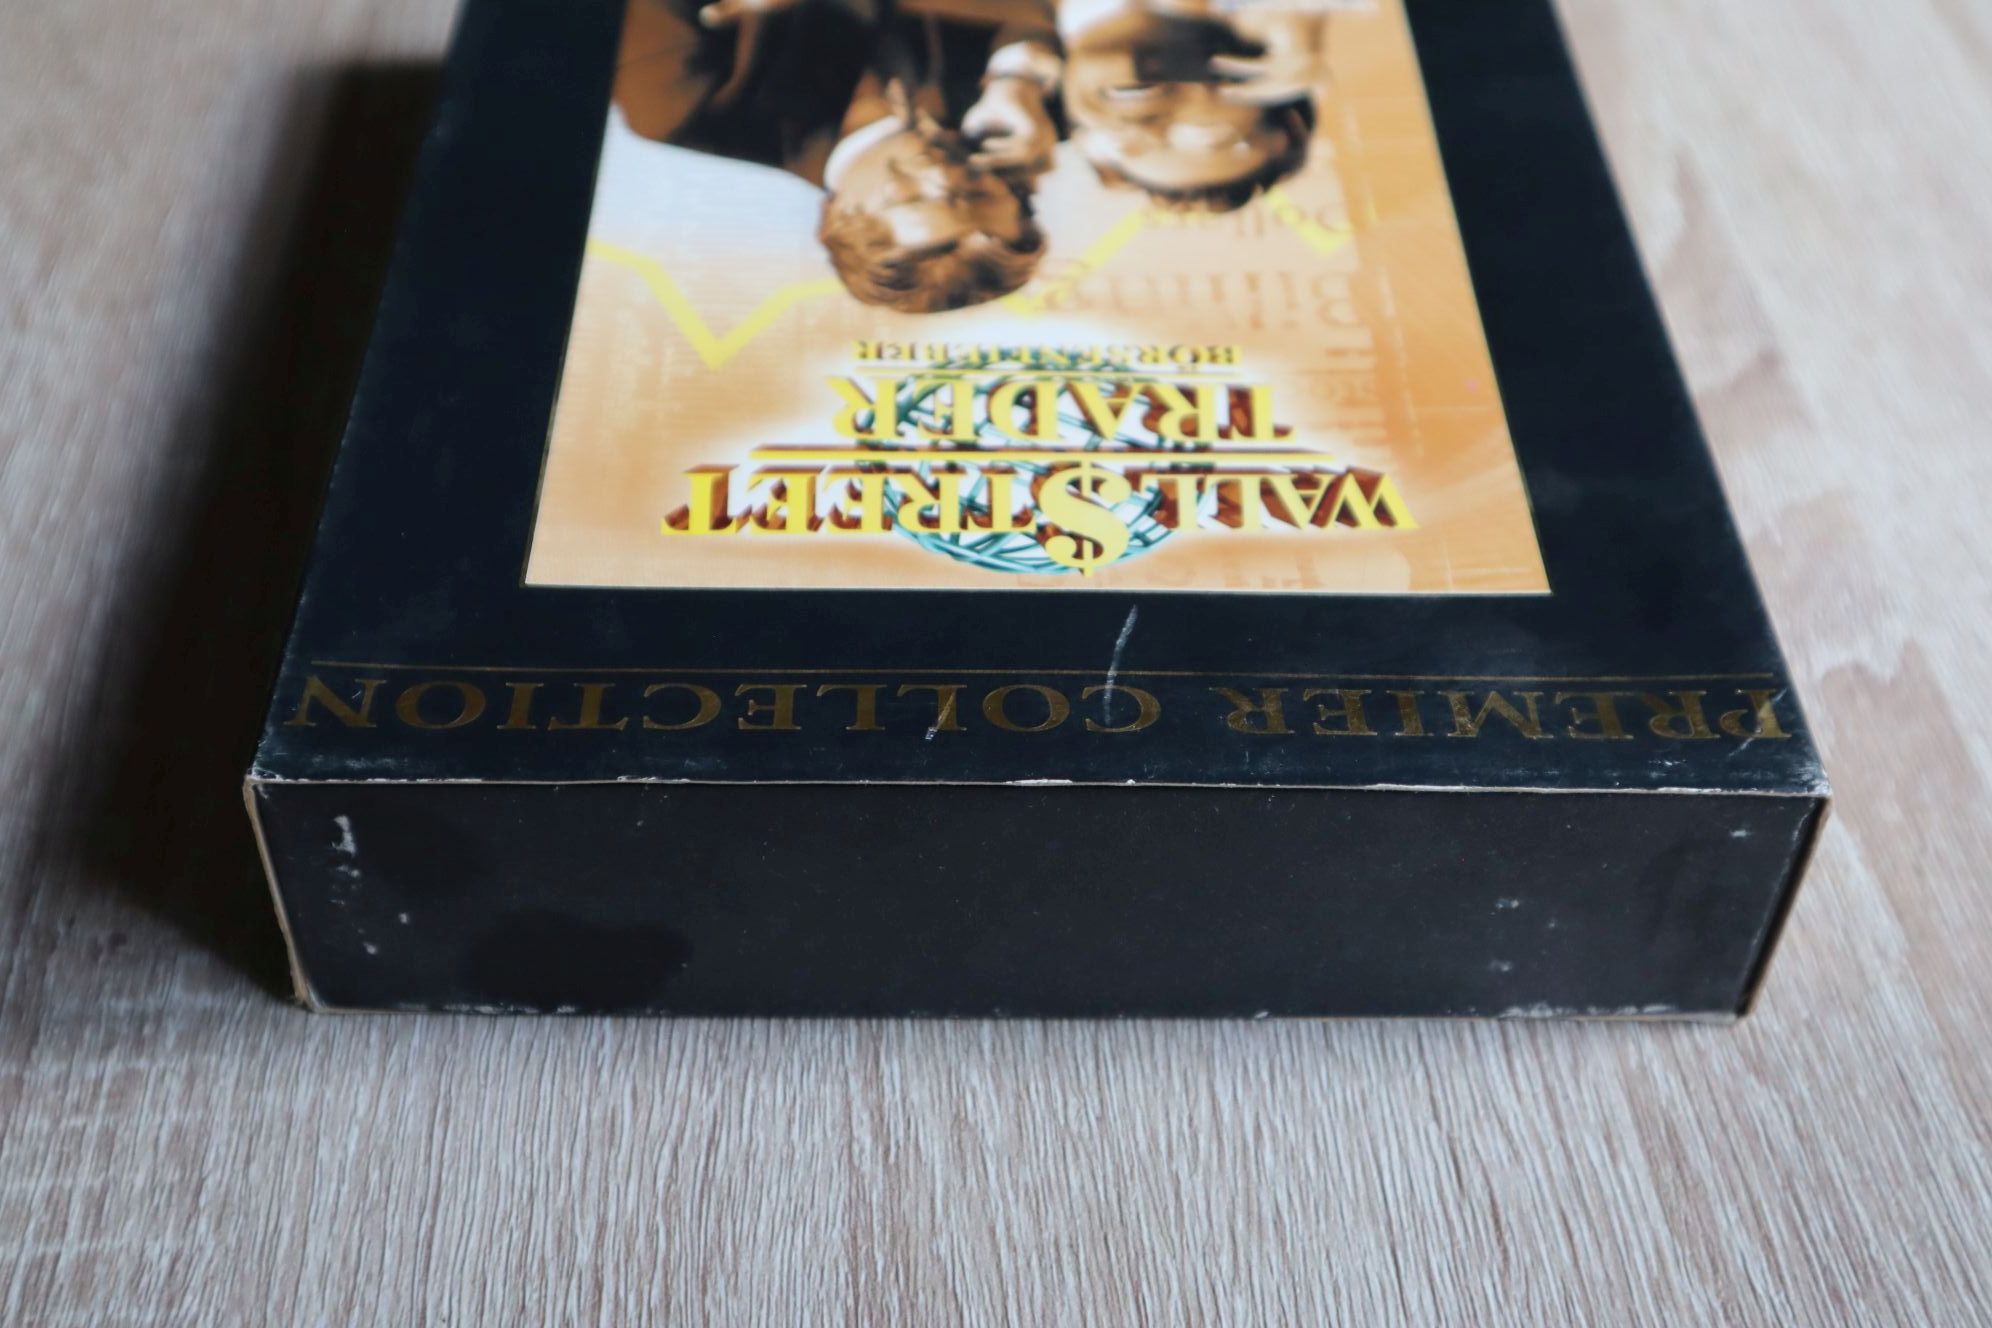 PREMIER COLLECTION
WALL$TREET
TRADER
BÖRSENFIEBER